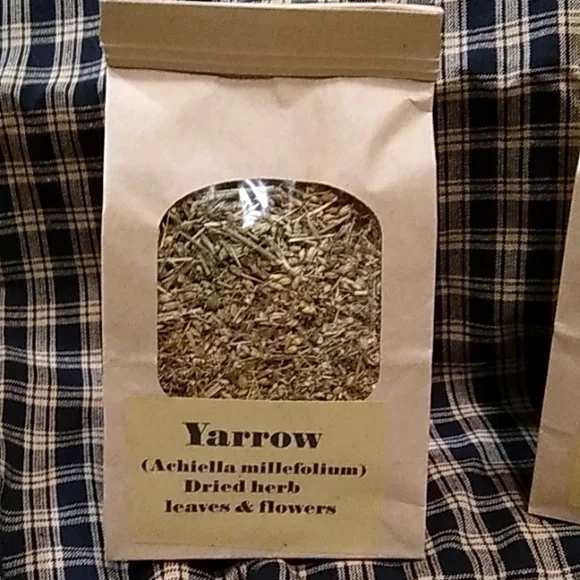 Yarrow
(Achiella millefolium)
Dried herb
leaves & flowers